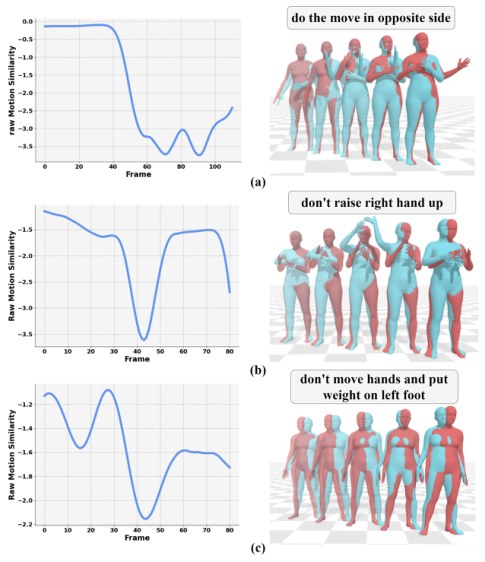 raw Motion Similarity
0.0
−0.5
−1.0
−1.5
−2.0
−2.5
−3.0
−3.5
0 20 40 60 80 100
Frame
do the move in opposite side
(a)
Raw Motion Similarity
−1.5
−2.0
−2.5
−3.0
−3.5
0 10 20 30 40 50 60 70 80
Frame
don't raise right hand up
(b)
Raw Motion Similarity
−1.2
−1.4
−1.6
−1.8
−2.0
−2.2
0 10 20 30 40 50 60 70 80
Frame
don't move hands and put
weight on left foot
(c)